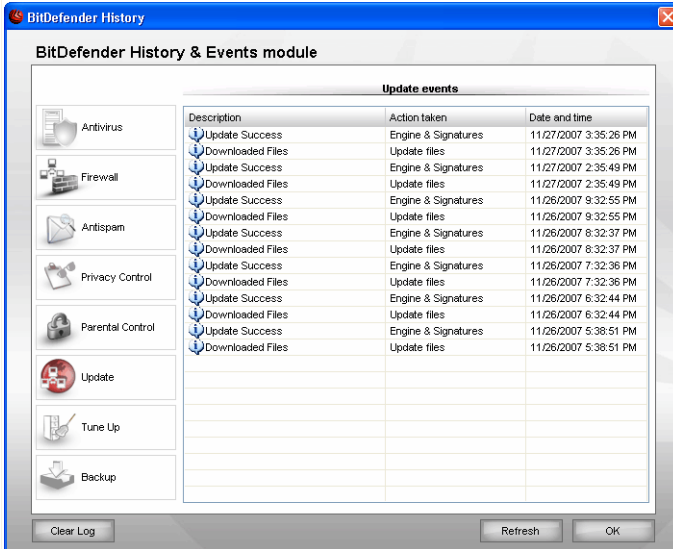 BitDefender History
BitDefender History & Events module
Update events
Antivirus
Firewall
Antispam
Privacy Control
Parental Control
Update
Tune Up
Backup
Description Action taken Date and time
Update Success Engine & Signatures 11/27/2007 3:35:26 PM
Downloaded Files Update files 11/27/2007 3:35:26 PM
Update Success Engine & Signatures 11/27/2007 2:35:49 PM
Downloaded Files Update files 11/27/2007 2:35:49 PM
Update Success Engine & Signatures 11/26/2007 9:32:55 PM
Downloaded Files Update files 11/26/2007 9:32:55 PM
Update Success Engine & Signatures 11/26/2007 8:32:37 PM
Downloaded Files Update files 11/26/2007 8:32:37 PM
Update Success Engine & Signatures 11/26/2007 7:32:36 PM
Downloaded Files Update files 11/26/2007 7:32:36 PM
Update Success Engine & Signatures 11/26/2007 6:32:44 PM
Downloaded Files Update files 11/26/2007 6:32:44 PM
Update Success Engine & Signatures 11/26/2007 5:38:51 PM
Downloaded Files Update files 11/26/2007 5:38:51 PM
Clear Log Refresh OK